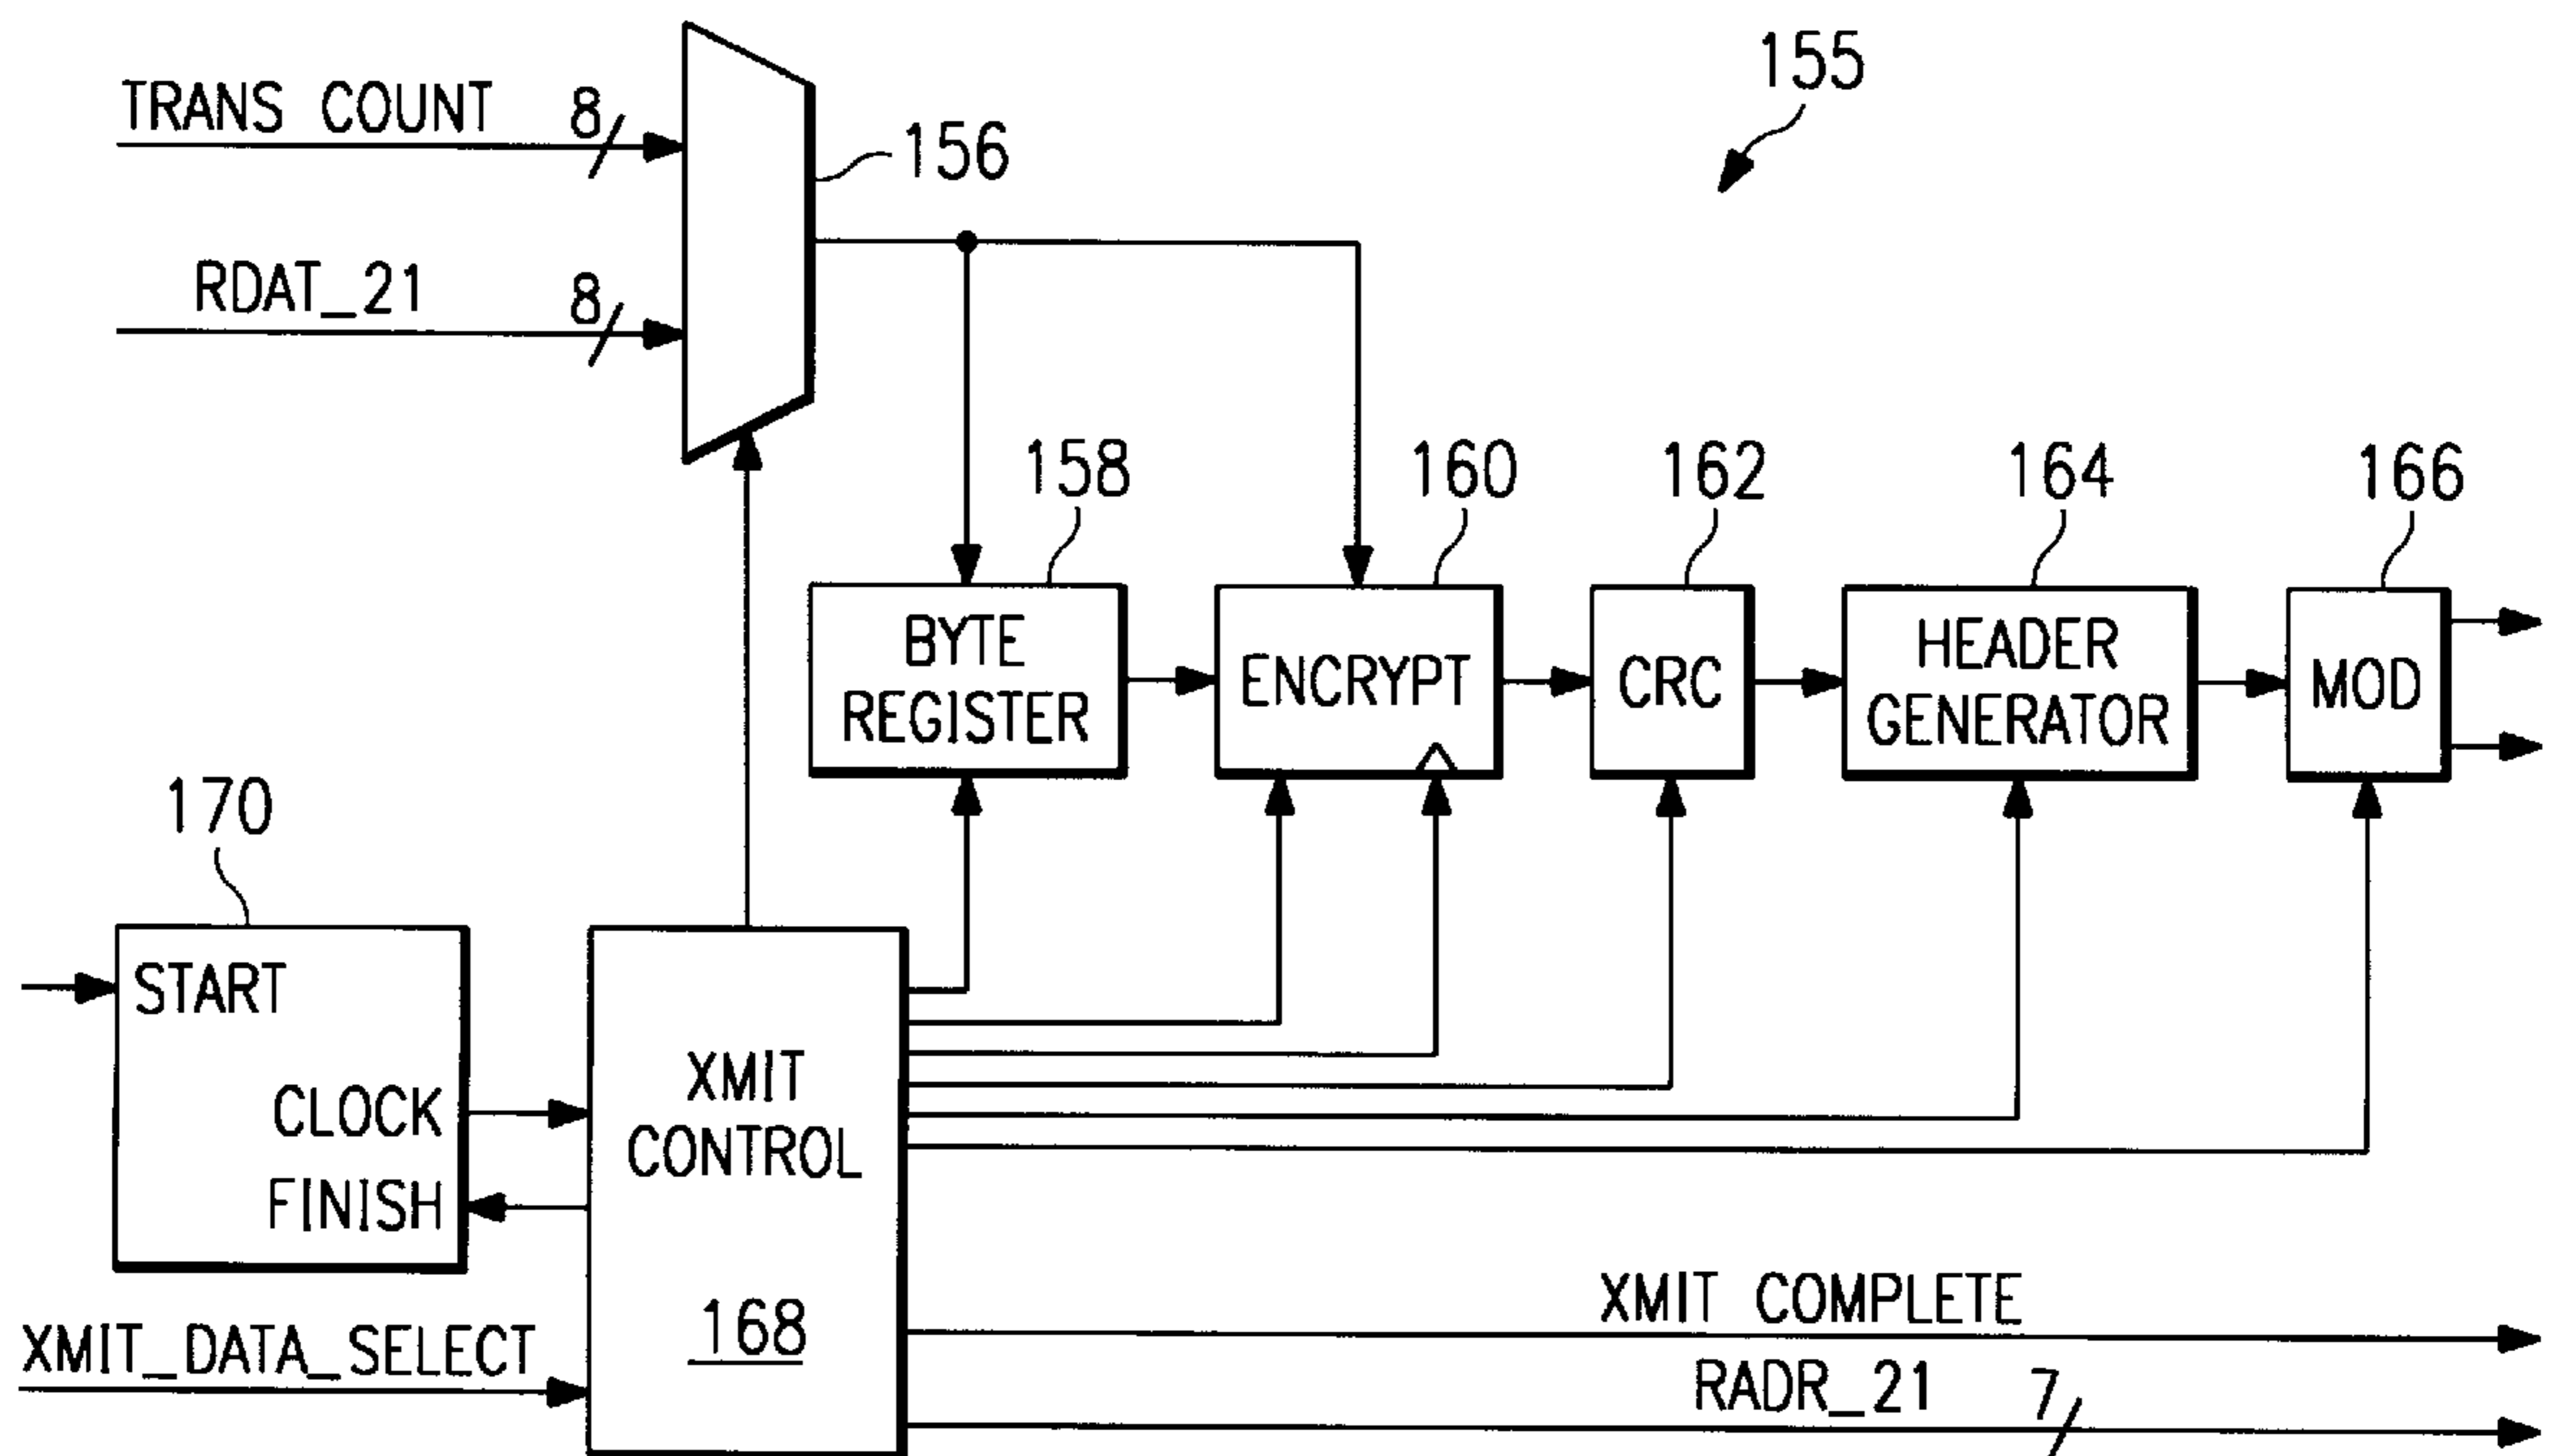 155
TRANS COUNT
8
156
RDAT_21
8
158
160
162
164
166
BYTE
REGISTER
ENCRYPT
CRC
HEADER
GENERATOR
MOD
170
START
CLOCK
FINISH
XMIT
CONTROL
168
XMIT_DATA_SELECT
XMIT COMPLETE
RADR_21
7